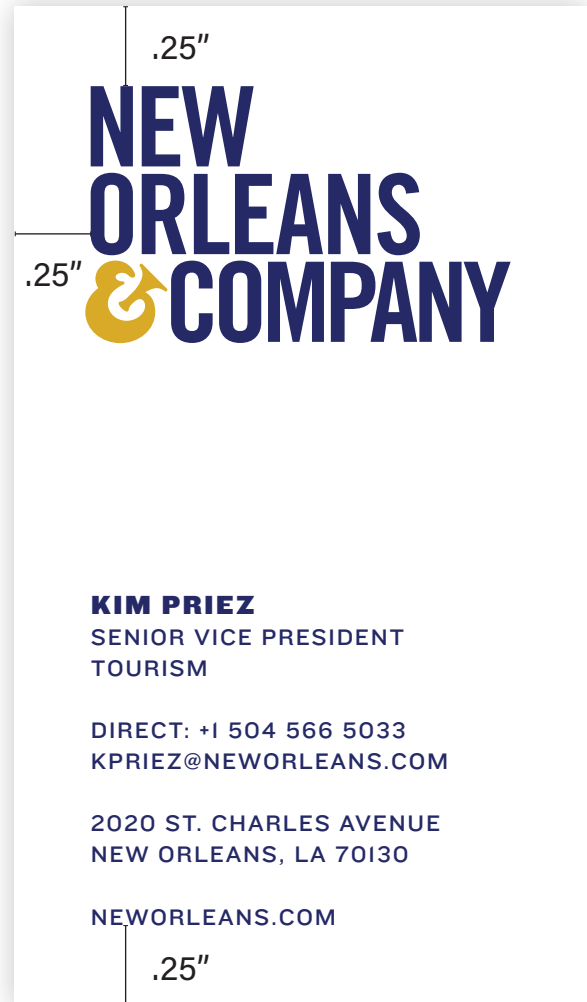 .25”
NEW
ORLEANS
.25”
&COMPANY
KIM PRIEZ
SENIOR VICE PRESIDENT
TOURISM
DIRECT: +1 504 566 5033
KPRIEZ@NEWORLEANS.COM
2020 ST. CHARLES AVENUE
NEW ORLEANS, LA 70130
NEWORLEANS.COM
.25”